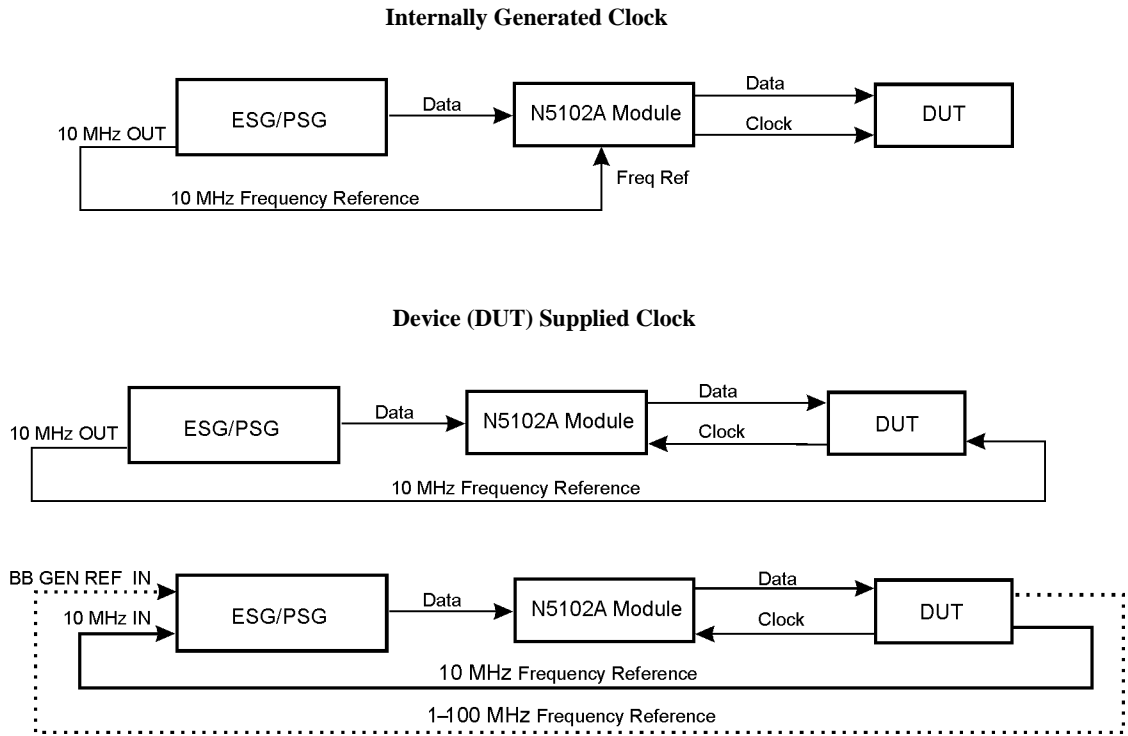 Internally Generated Clock
ESG/PSG
Data
N5102A Module
Data
Clock
DUT
10 MHz OUT
Freq Ref
10 MHz Frequency Reference
Device (DUT) Supplied Clock
ESG/PSG
Data
N5102A Module
Data
Clock
DUT
10 MHz OUT
10 MHz Frequency Reference
BB GEN REF IN
10 MHz IN
ESG/PSG
Data
N5102A Module
Data
Clock
DUT
10 MHz Frequency Reference
1–100 MHz Frequency Reference